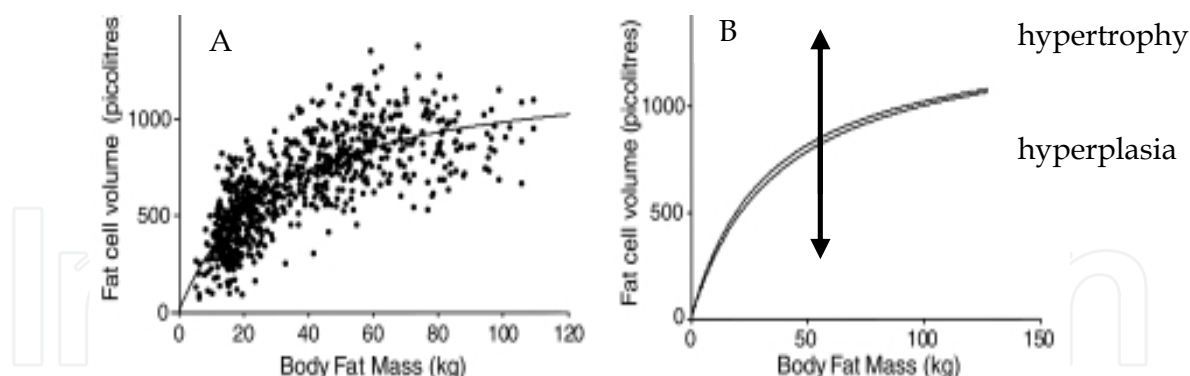 A
Fat cell volume (picolitres)
1000
500
0
0 20 40 60 80 100 120
Body Fat Mass (kg)
B
hypertrophy
hyperplasia
Fat cell volume (picolitres)
1000
500
0
0 50 100 150
Body Fat Mass (kg)